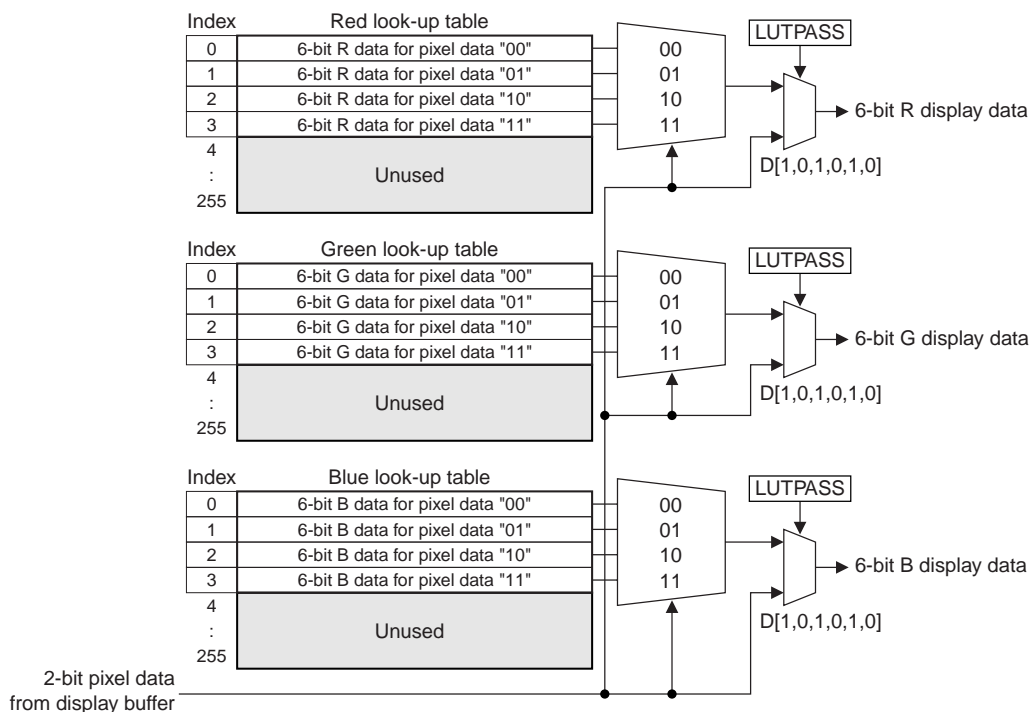 Index Red look-up table
LUTPASS
0 6-bit R data for pixel data "00" 00
1 6-bit R data for pixel data "01" 01
2 6-bit R data for pixel data "10" 10
3 6-bit R data for pixel data "11" 11
6-bit R display data
4
:
255
Unused
D[1,0,1,0,1,0]
Index Green look-up table
LUTPASS
0 6-bit G data for pixel data "00" 00
1 6-bit G data for pixel data "01" 01
2 6-bit G data for pixel data "10" 10
3 6-bit G data for pixel data "11" 11
6-bit G display data
4
:
255
Unused
D[1,0,1,0,1,0]
Index Blue look-up table
LUTPASS
0 6-bit B data for pixel data "00" 00
1 6-bit B data for pixel data "01" 01
2 6-bit B data for pixel data "10" 10
3 6-bit B data for pixel data "11" 11
6-bit B display data
4
:
255
Unused
D[1,0,1,0,1,0]
2-bit pixel data
from display buffer